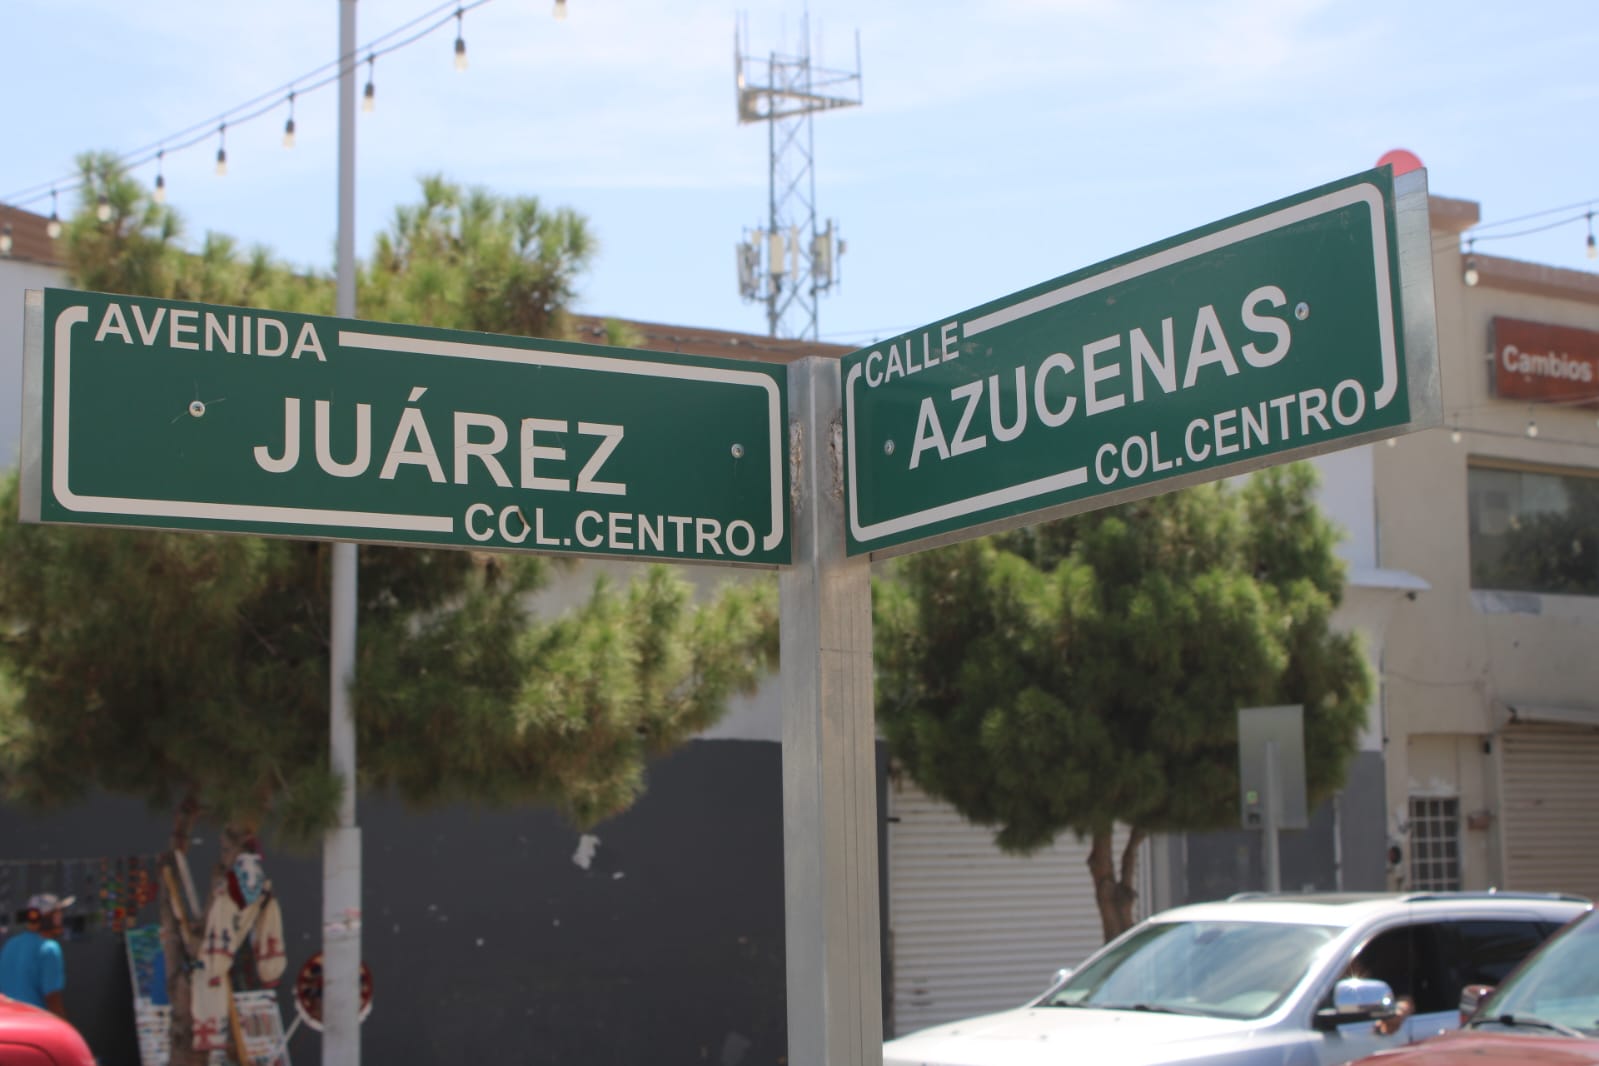 AVENIDA
JUÁREZ
COL.CENTRO
CALLE
AZUCENAS
COL.CENTRO
Cambios